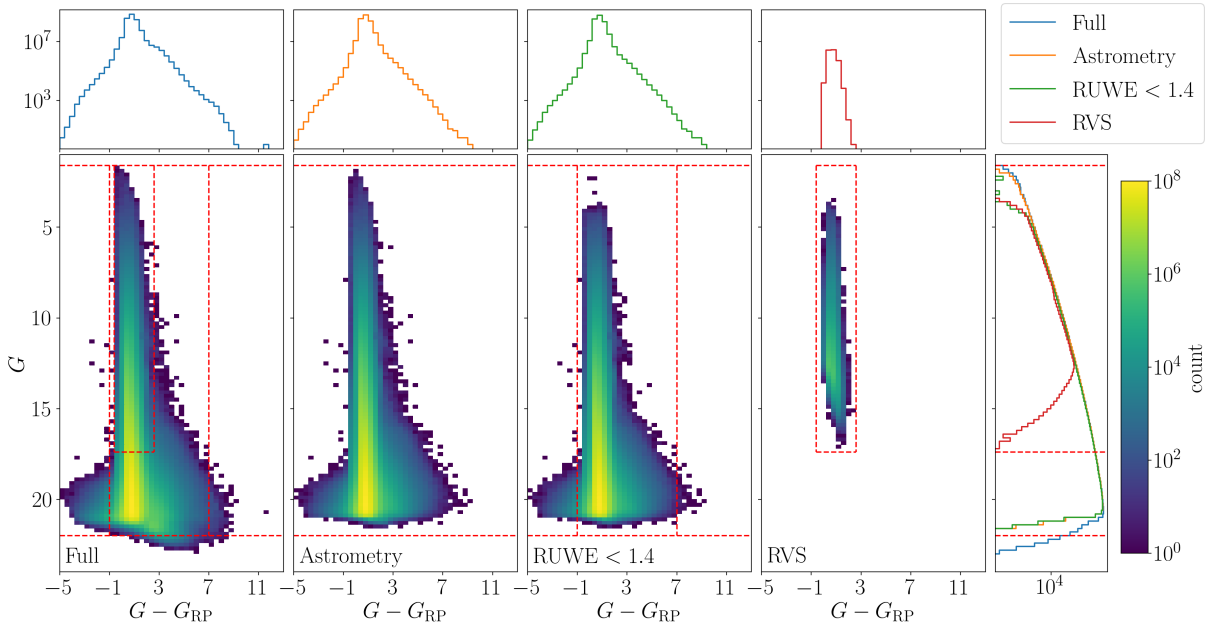 10^7
10^3
Full
Astrometry
RUWE < 1.4
RVS
5
10
15
20
G
Full
Astrometry
RUWE < 1.4
RVS
−5 −1 3 7 11
−5 −1 3 7 11
−5 −1 3 7 11
−5 −1 3 7 11
10^4
G − G_RP
G − G_RP
G − G_RP
G − G_RP
10^8
10^6
10^4
10^2
10^0
count